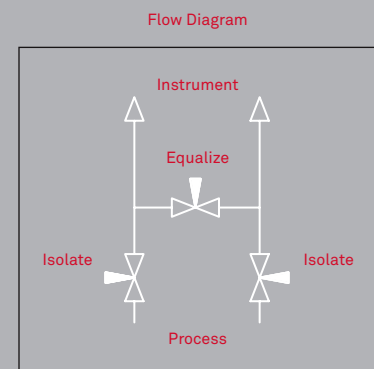 Flow Diagram
Instrument
Equalize
Isolate
Isolate
Process